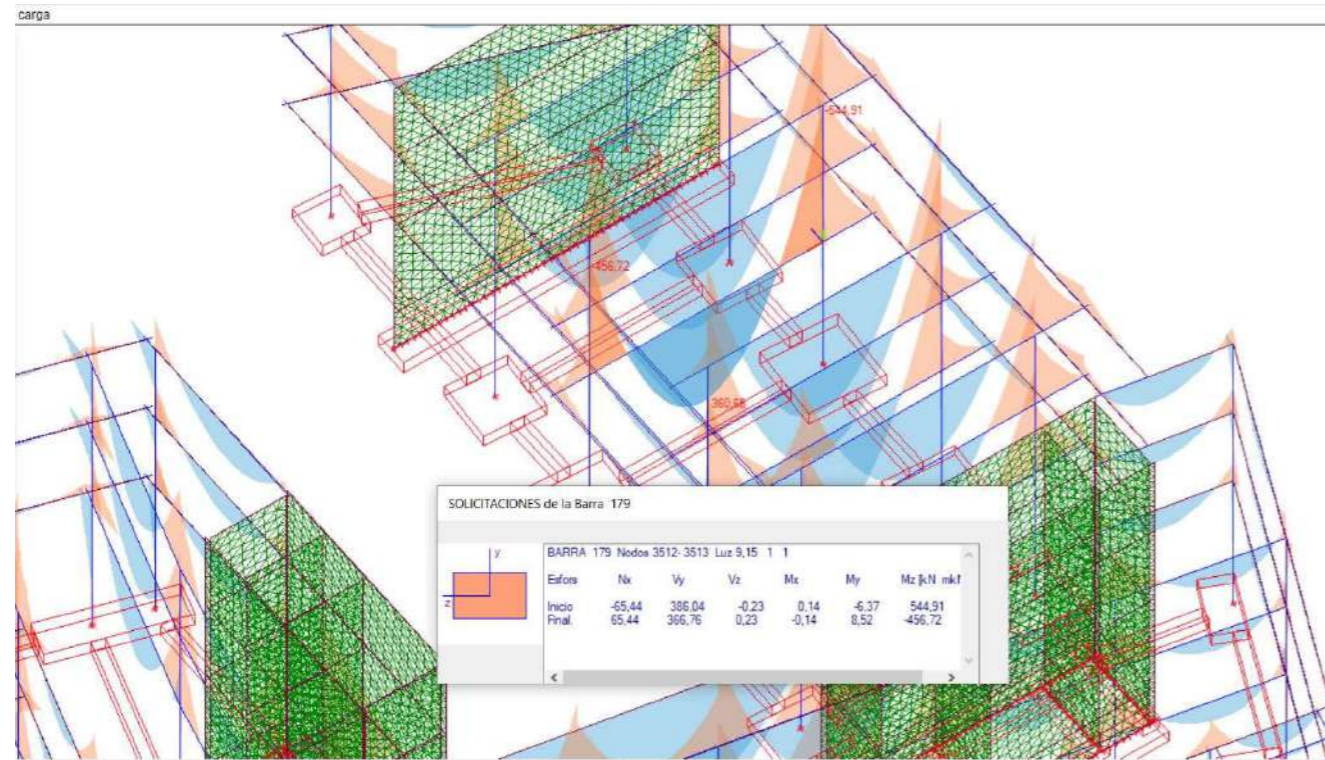 carga
-544,91
-456,72
360,68
SOLICITACIONES de la Barra 179
y
z
BARRA 179 Nodos 3512- 3513 Luz 9,15 1 1
Esfors Nx Vy Vz Mx My Mz [kN
Inicio -65,44 386,04 -0,23 0,14 -6,37 544,91
Final. 65,44 366,76 0,23 -0,14 8,52 -456,72